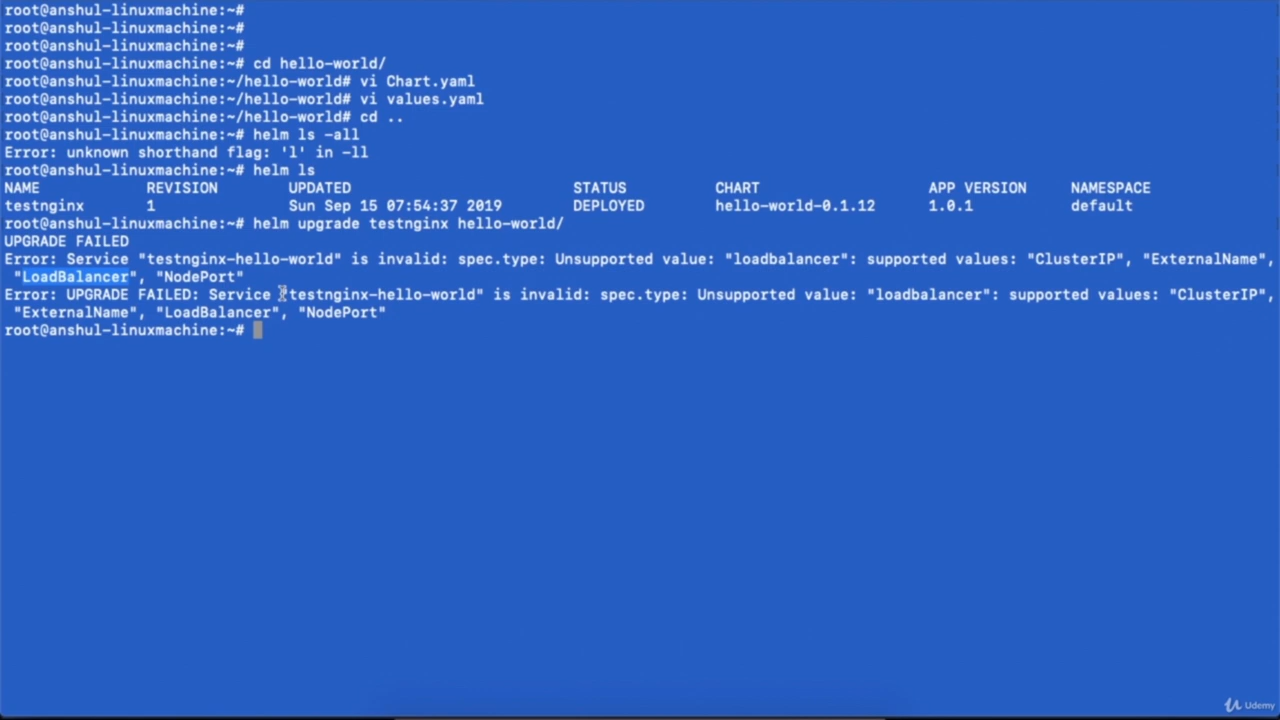 root@anshul-linuxmachine:~#
root@anshul-linuxmachine:~#
root@anshul-linuxmachine:~#
root@anshul-linuxmachine:~# cd hello-world/
root@anshul-linuxmachine:~/hello-world# vi Chart.yaml
root@anshul-linuxmachine:~/hello-world# vi values.yaml
root@anshul-linuxmachine:~/hello-world# cd ..
root@anshul-linuxmachine:~# helm ls -all
Error: unknown shorthand flag: 'l' in -ll
root@anshul-linuxmachine:~# helm ls
NAME REVISION UPDATED STATUS CHART APP VERSION NAMESPACE
testnginx 1 Sun Sep 15 07:54:37 2019 DEPLOYED hello-world-0.1.12 1.0.1 default
root@anshul-linuxmachine:~# helm upgrade testnginx hello-world/
UPGRADE FAILED
Error: Service "testnginx-hello-world" is invalid: spec.type: Unsupported value: "loadbalancer": supported values: "ClusterIP", "ExternalName",
"LoadBalancer", "NodePort"
Error: UPGRADE FAILED: Service "testnginx-hello-world" is invalid: spec.type: Unsupported value: "loadbalancer": supported values: "ClusterIP",
"ExternalName", "LoadBalancer", "NodePort"
root@anshul-linuxmachine:~#
Udemy